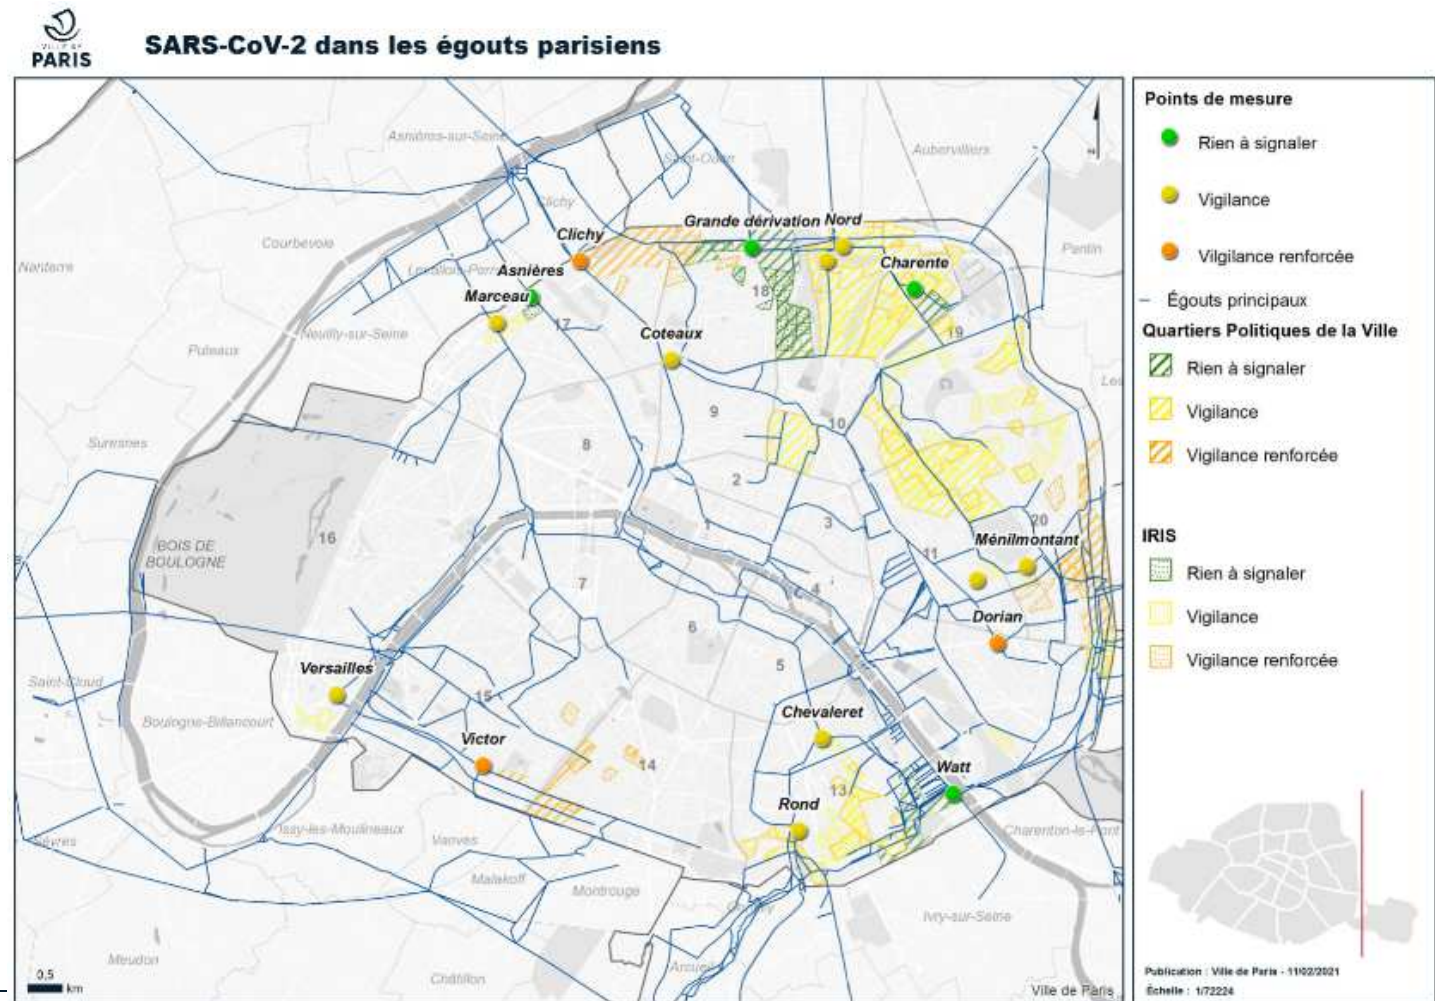 VILLE DE
PARIS
SARS-CoV-2 dans les égouts parisiens
Asnières-sur-Seine
Saint-Ouen
Aubervilliers
Clichy
Grande dérivation Nord
Clichy
Courbevoie
Pantin
Nanterre
Charente
Asnières
Marceau
18
17
19
Neuilly-sur-Seine
Coteaux
Puteaux
Les
9
10
8
Suresnes
2
16
1
3
20
BOIS DE
BOULOGNE
Ménilmontant
11
7
4
Dorian
6
5
Versailles
Saint-Cloud
15
Boulogne-Billancourt
Chevaleret
Victor
14
Watt
13
Rond
Issy-les-Moulineaux
Charenton-le-Pont
Sèvres
Vanves
Malakoff
Montrouge
Ivry-sur-Seine
Meudon
Arcueil
Châtillon
0,5
km
Ville de Paris
Points de mesure
Rien à signaler
Vigilance
Vilgilance renforcée
Égouts principaux
Quartiers Politiques de la Ville
Rien à signaler
Vigilance
Vigilance renforcée
IRIS
Rien à signaler
Vigilance
Vigilance renforcée
Publication : Ville de Paris - 11/02/2021
Échelle : 1/72224